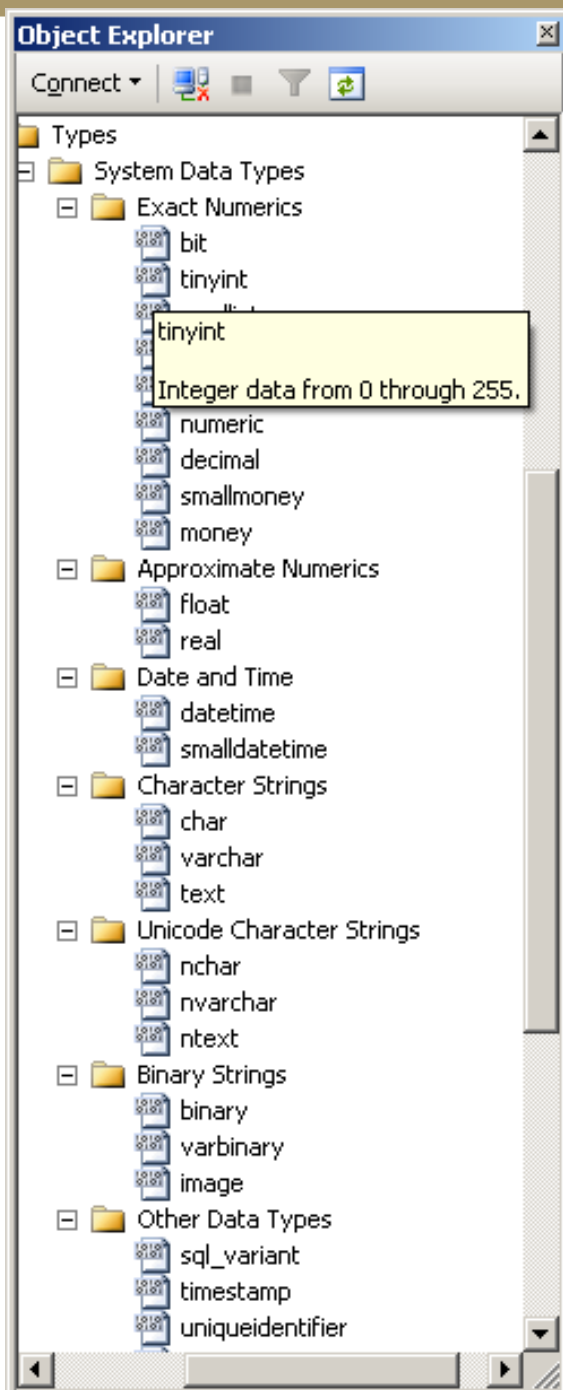 Object Explorer
Connect
Types
System Data Types
Exact Numerics
bit
tinyint
tinyint
Integer data from 0 through 255.
numeric
decimal
smallmoney
money
Approximate Numerics
float
real
Date and Time
datetime
smalldatetime
Character Strings
char
varchar
text
Unicode Character Strings
nchar
nvarchar
ntext
Binary Strings
binary
varbinary
image
Other Data Types
sql_variant
timestamp
uniqueidentifier